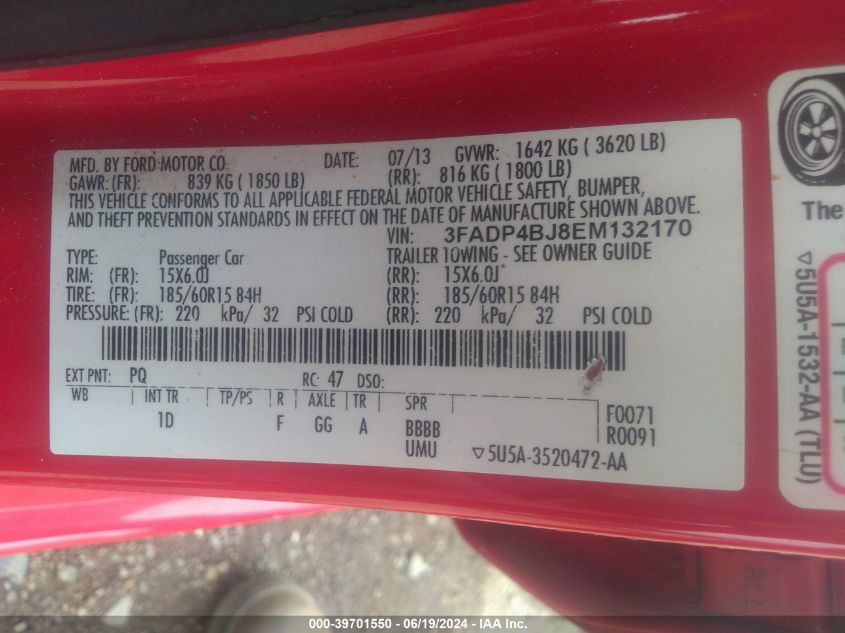 MFD. BY FORD MOTOR CO. DATE: 07/13 GVWR: 1642 KG ( 3620 LB)
GAWR: (FR): 839 KG ( 1850 LB) (RR): 816 KG ( 1800 LB)
THIS VEHICLE CONFORMS TO ALL APPLICABLE FEDERAL MOTOR VEHICLE SAFETY, BUMPER,
AND THEFT PREVENTION STANDARDS IN EFFECT ON THE DATE OF MANUFACTURE SHOWN ABOVE.
VIN: 3FADP4BJ8EM132170
TYPE: Passenger Car TRAILER TOWING - SEE OWNER GUIDE
RIM: (FR): 15X6.0J (RR): 15X6.0J
TIRE: (FR): 185/60R15 84H (RR): 185/60R15 84H
PRESSURE: (FR): 220 kPa/ 32 PSI COLD (RR): 220 kPa/ 32 PSI COLD
EXT PNT: PQ RC: 47 DSO:
WB INT TR TP/PS R AXLE TR SPR
1D F GG A BBBB F0071
UMU R0091
▽5U5A-3520472-AA
The
▽5U5A-1532-AA (TLU)
000-39701550 - 06/19/2024 - IAA Inc.